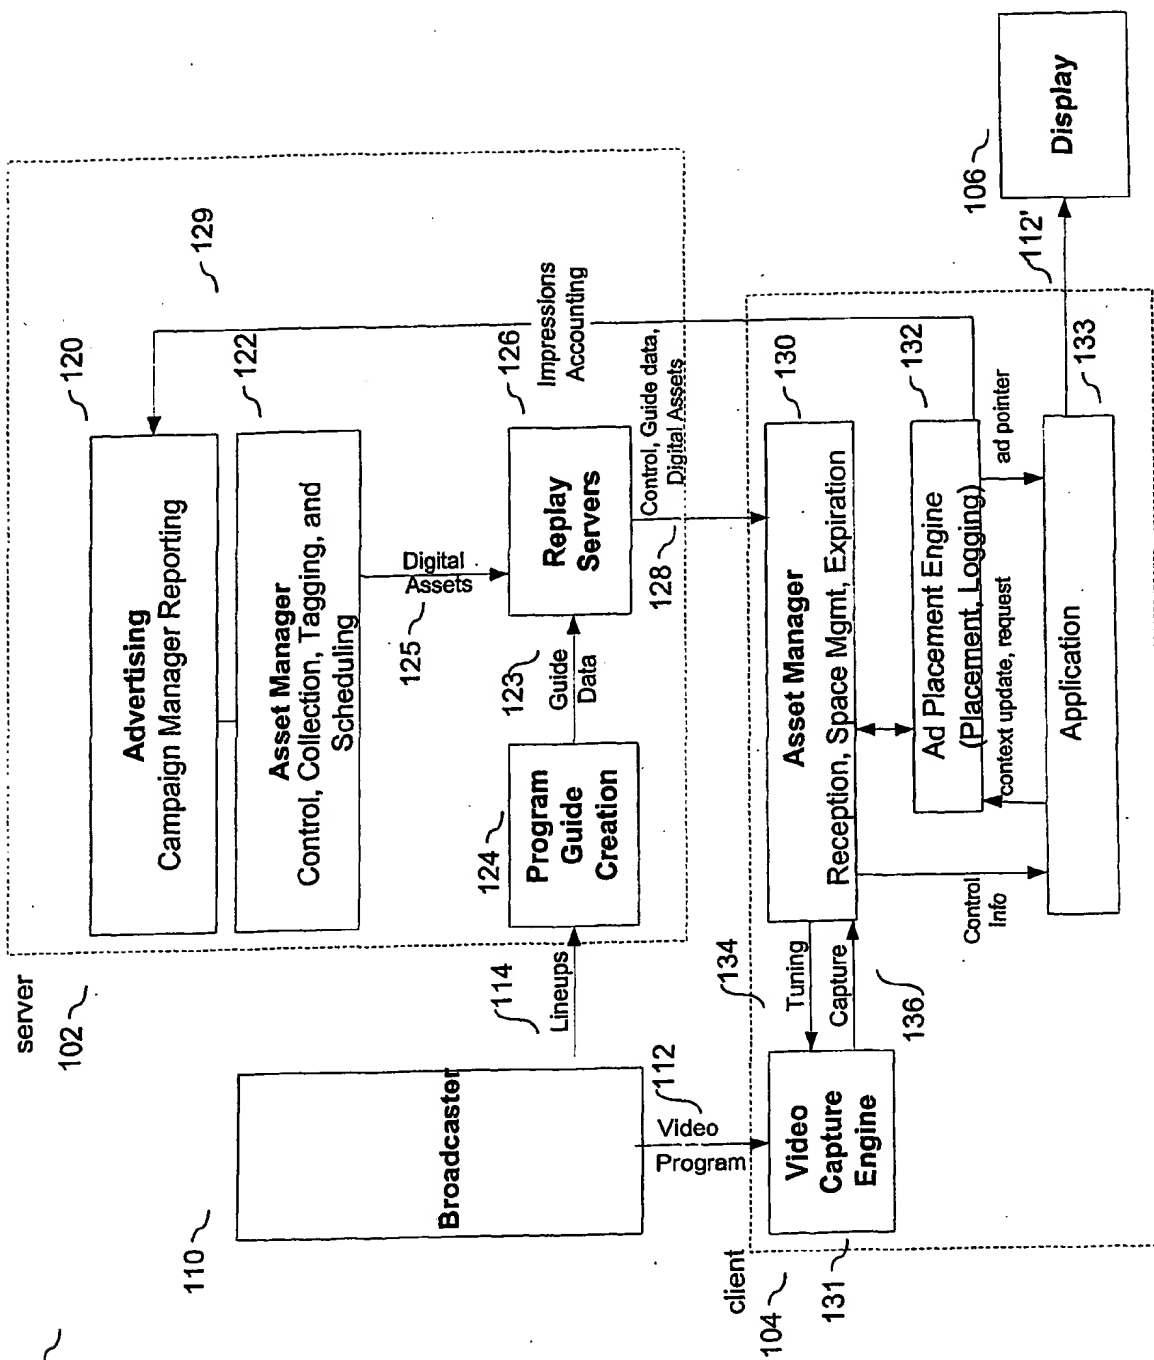 server
102
120
Advertising
Campaign Manager Reporting
129
122
Asset Manager
Control, Collection, Tagging, and
Scheduling
Digital
Assets
125
126
Replay
Servers
Impressions
Accounting
Control, Guide data,
Digital Assets
128
123
Guide
Data
124
Program
Guide
Creation
114
Lineups
110
Broadcaster
112
Video
Program
client
104
131
Video
Capture
Engine
134
Tuning
Capture
136
130
Asset Manager
Reception, Space Mgmt, Expiration
132
Ad Placement Engine
(Placement, Logging)
ad pointer
context update, request
Control
Info
133
Application
112'
106
Display